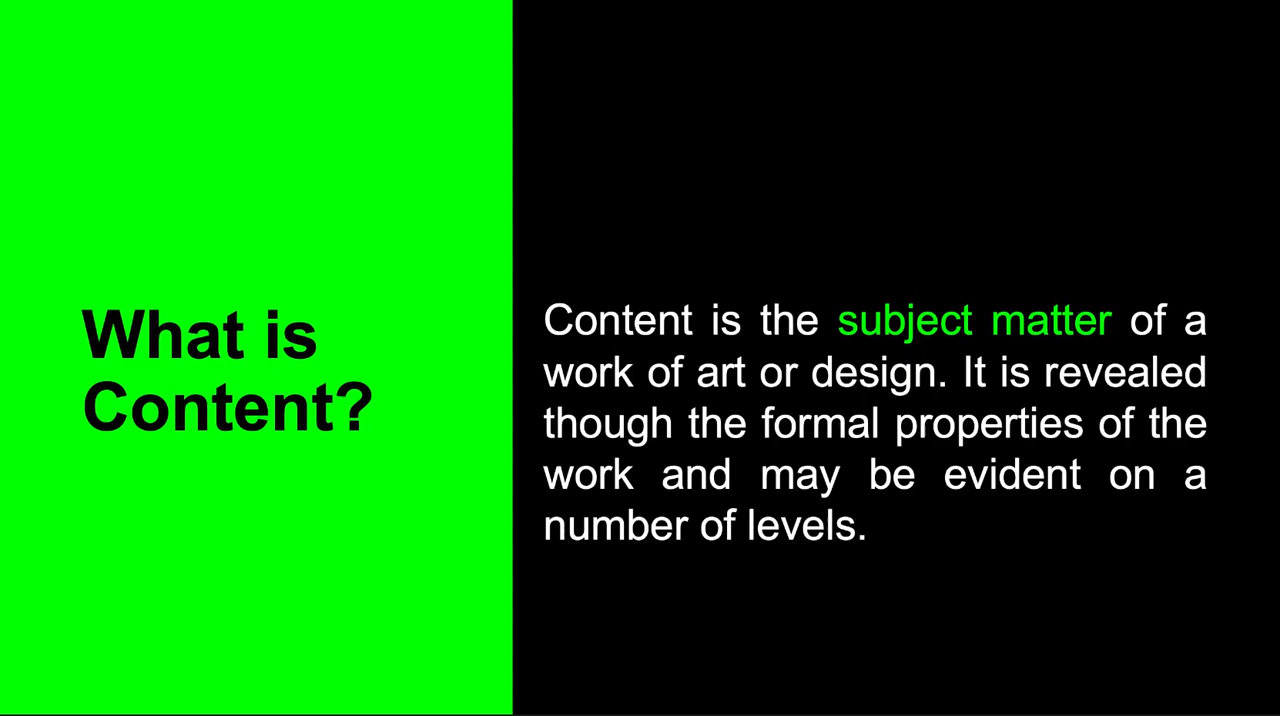 What is
Content?
Content is the subject matter of a
work of art or design. It is revealed
though the formal properties of the
work and may be evident on a
number of levels.